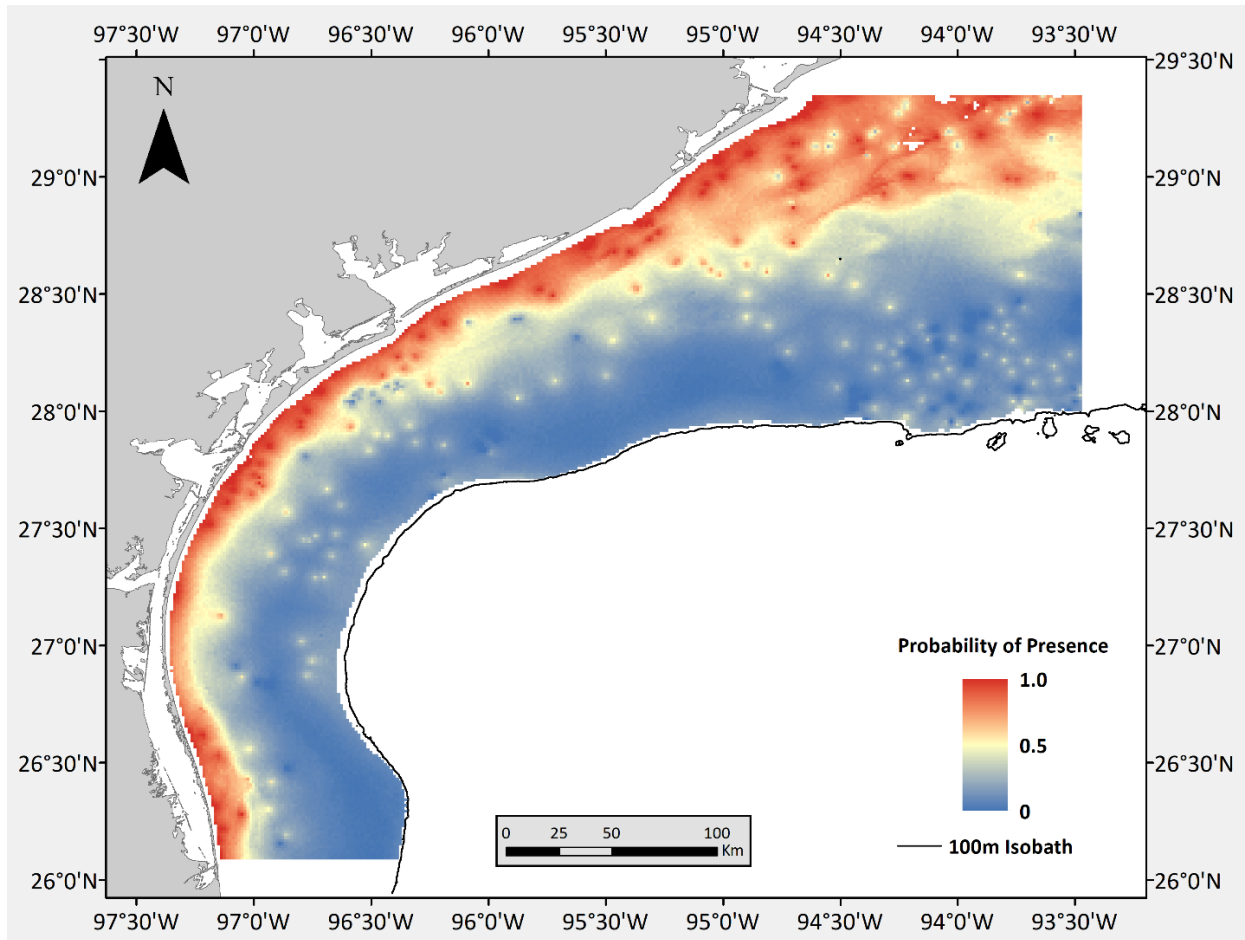 97°30'W 97°0'W 96°30'W 96°0'W 95°30'W 95°0'W 94°30'W 94°0'W 93°30'W
N
29°30'N
29°0'N 29°0'N
28°30'N 28°30'N
28°0'N 28°0'N
27°30'N 27°30'N
27°0'N 27°0'N
Probability of Presence
1.0
0.5
26°30'N 26°30'N
0
0 25 50 100
Km
100m Isobath
26°0'N 26°0'N
97°30'W 97°0'W 96°30'W 96°0'W 95°30'W 95°0'W 94°30'W 94°0'W 93°30'W